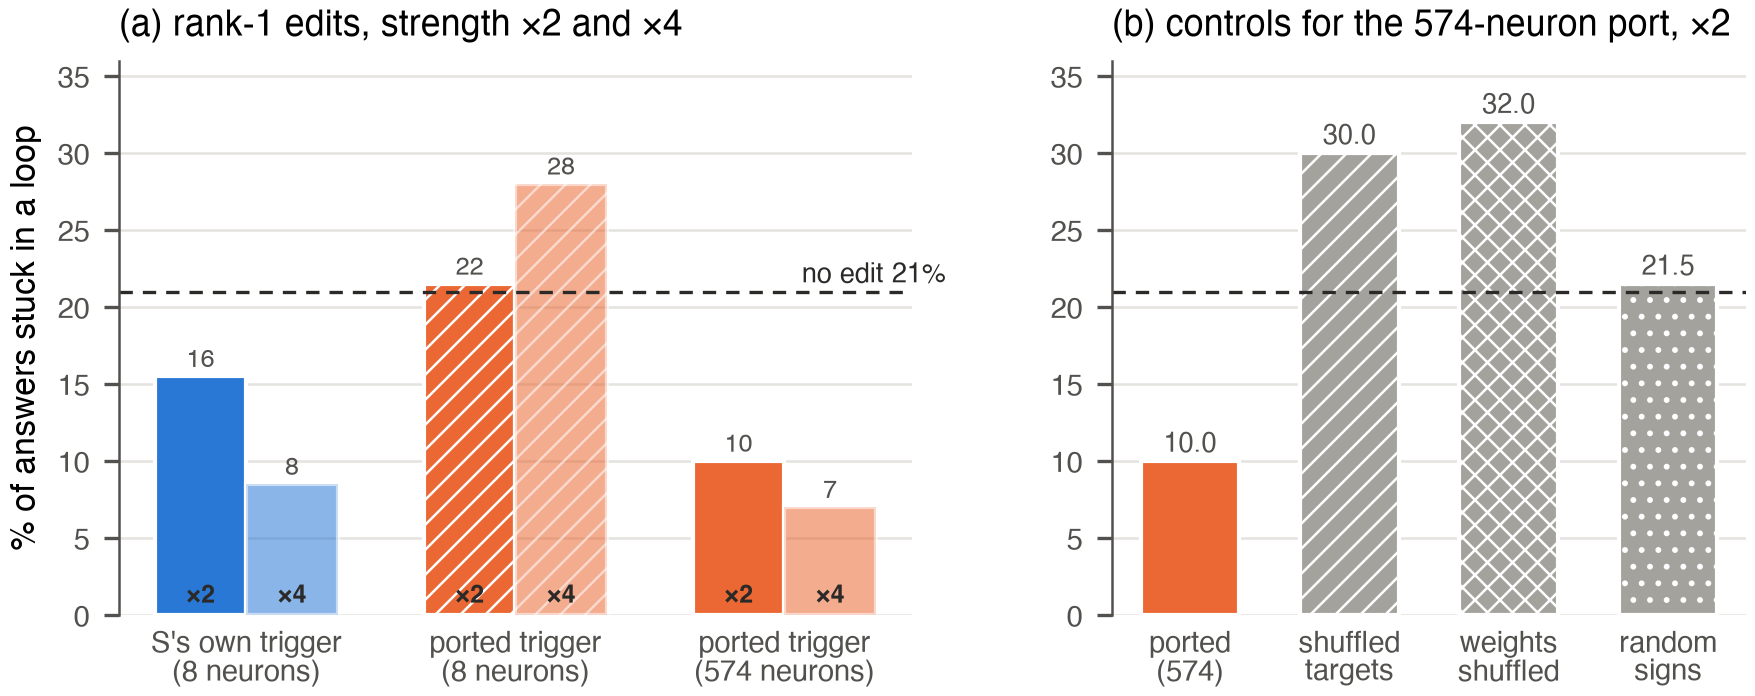 (a) rank-1 edits, strength ×2 and ×4
% of answers stuck in a loop
35
30
25
20
15
10
5
0
16
8
22
28
10
7
no edit 21%
×2
×4
×2
×4
×2
×4
S's own trigger
(8 neurons)
ported trigger
(8 neurons)
ported trigger
(574 neurons)
(b) controls for the 574-neuron port, ×2
35
30
25
20
15
10
5
0
10.0
30.0
32.0
21.5
ported
(574)
shuffled
targets
weights
shuffled
random
signs